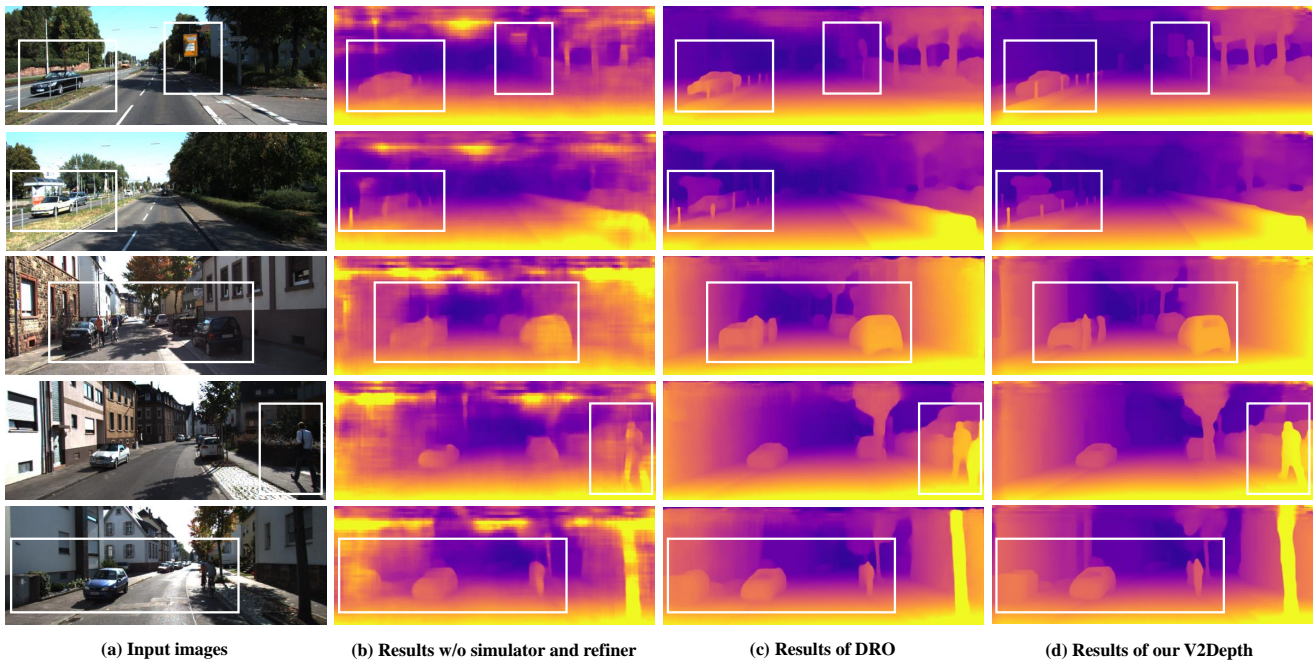 (a) Input images
(b) Results w/o simulator and refiner
(c) Results of DRO
(d) Results of our V2Depth